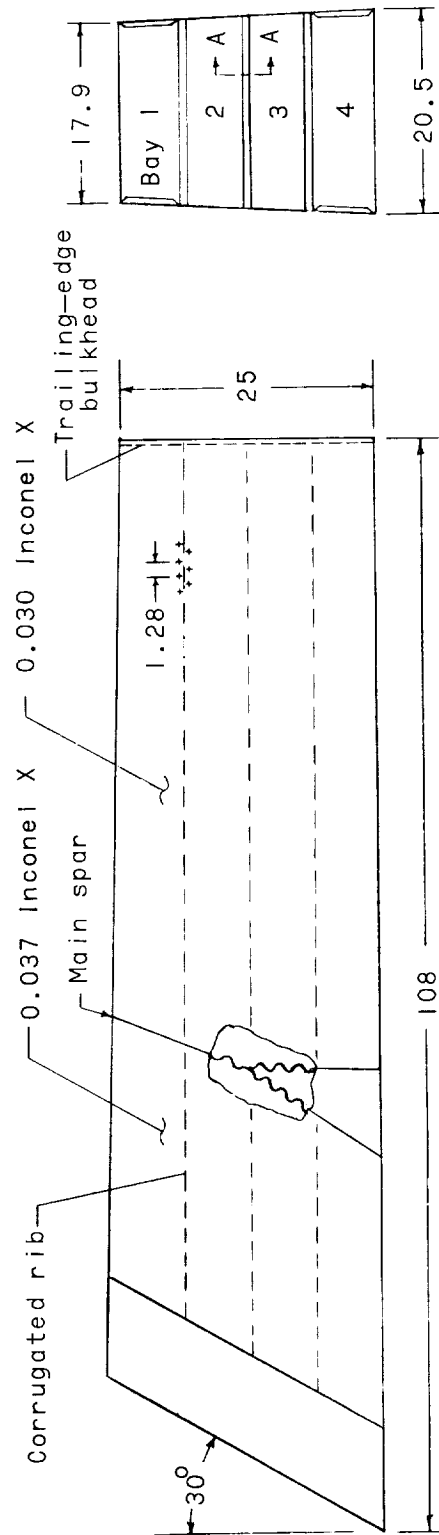 0.037 Inconel X
0.030 Inconel X
Main spar
Corrugated rib
Trailing-edge
bulkhead
1.28
30°
25
108
17.9
Bay 1
2
A
A
3
4
20.5